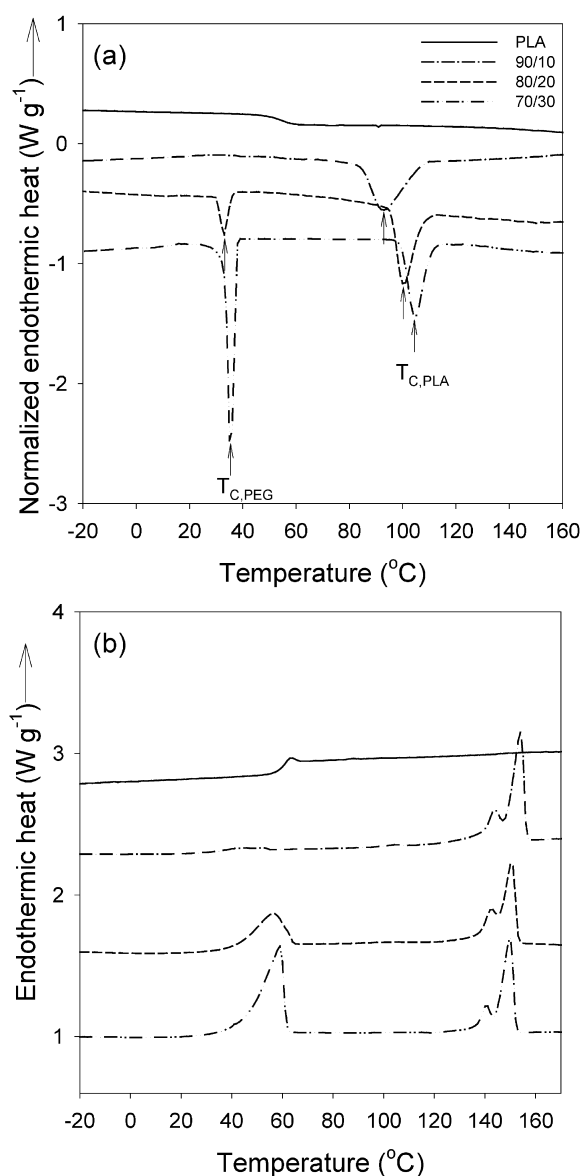 (a)
PLA
90/10
80/20
70/30
Normalized endothermic heat (W g⁻¹)
1
0
-1
-2
-3
T_C,PLA
T_C,PEG
-20 0 20 40 60 80 100 120 140 160
Temperature (°C)
(b)
Endothermic heat (W g⁻¹)
4
3
2
1
-20 0 20 40 60 80 100 120 140 160
Temperature (°C)